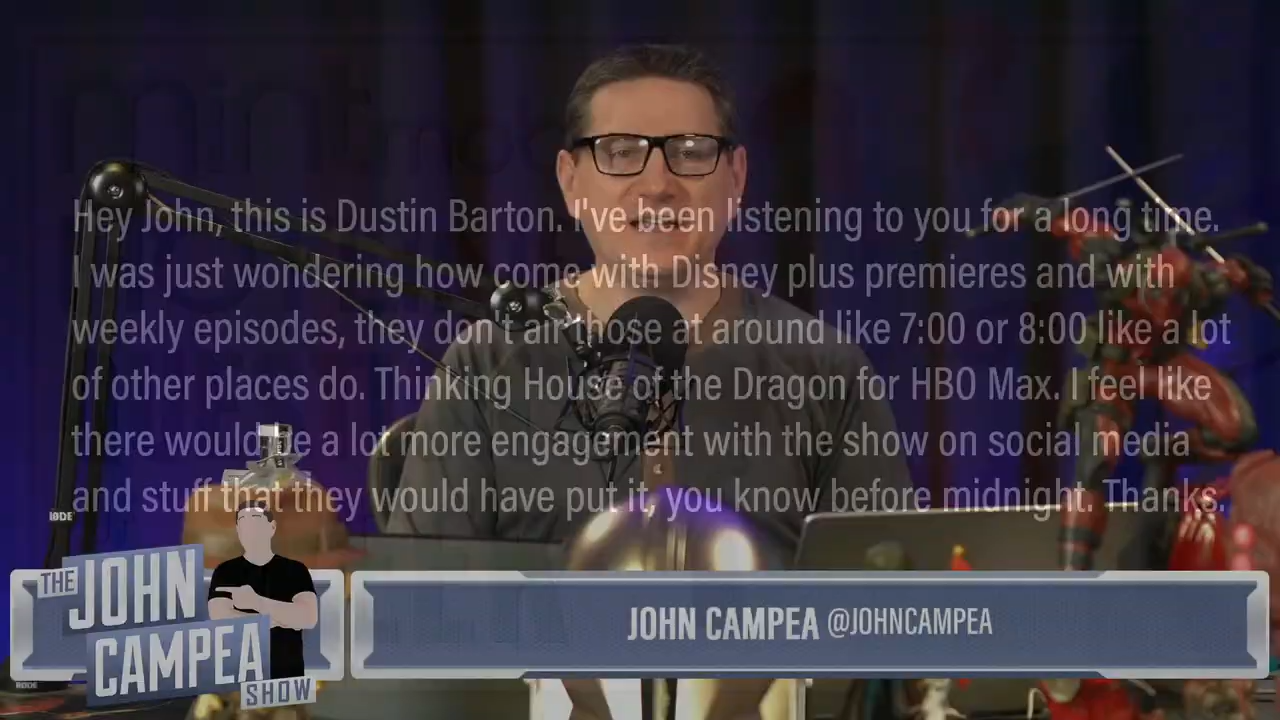 Hey John, this is Dustin Barton. I've been listening to you for a long time.
I was just wondering how come with Disney plus premieres and with
weekly episodes, they don't air those at around like 7:00 or 8:00 like a lot
of other places do. Thinking House of the Dragon for HBO Max. I feel like
there would be a lot more engagement with the show on social media
and stuff that they would have put it, you know before midnight. Thanks.
RØDE
THE
JOHN
CAMPEA
SHOW
JOHN CAMPEA @JOHNCAMPEA
RØDE